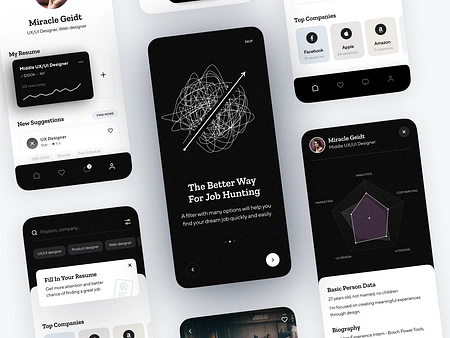 Miracle Geidt
UX/UI Designer, Web-designer
My Resume
Middle UX/UI Designer
+
New Suggestions
FIND MORE
UX Designer
Position, company...
UX/UI Designer
Product designer
Web-designer
Fill In Your Resume
Get more attention and better
chance of finding a great job
Top Companies
SKIP
The Better Way
For Job Hunting
A filter with many options will help you
find your dream job quickly and easily
Top Companies
Facebook
Apple
Amazon
Miracle Geidt
Middle UX/UI Designer
ANALYTICS
MARKETING
COPYWRITING
UX DESIGN
UI DESIGN
Basic Person Data
27 years old, not married, no children
I'm focused on creating meaningful experiences
through design.
Biography